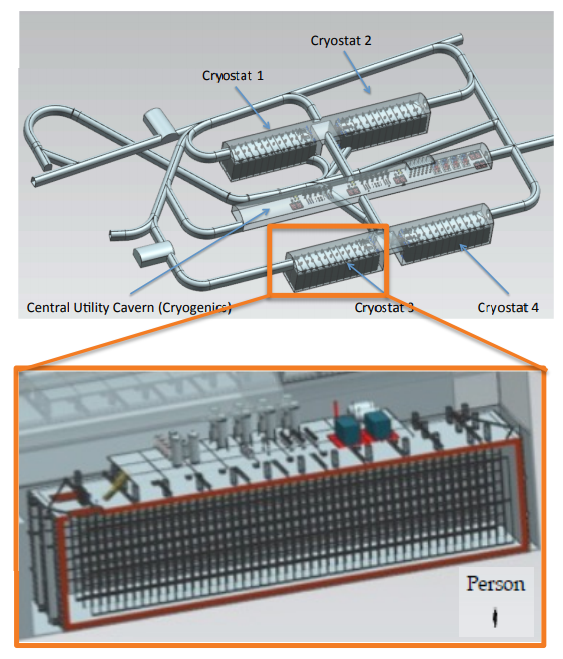 Cryostat 2
Cryostat 1
Central Utility Cavern (Cryogenics)
Cryostat 3
Cryostat 4
Person